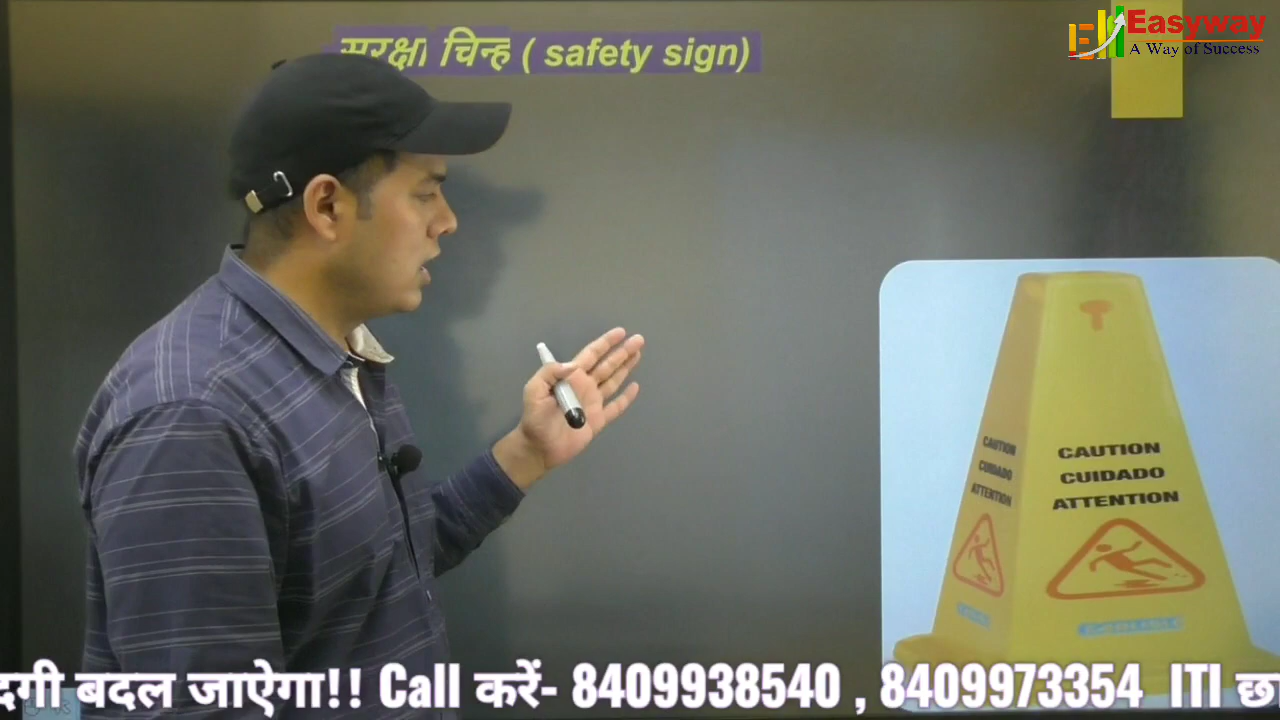 सुरक्षा चिन्ह ( safety sign)
EM
Easyway
A Way of Success
CAUTION
CUIDADO
ATTENTION
CAUTION
CUIDADO
ATTENTION
दगी बदल जाऐगा!! Call करें- 8409938540 , 8409973354 ITI छा